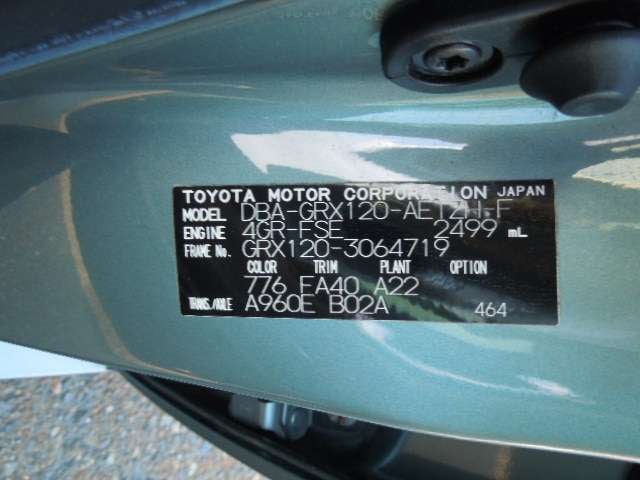 TOYOTA MOTOR CORPORATION JAPAN
MODEL DBA-GRX120-AETZH-F
ENGINE 4GR-FSE 2499 mL
FRAME No. GRX120-3064719
COLOR TRIM PLANT OPTION
776 FA40 A22
TRANS./AXLE A960E B02A 464